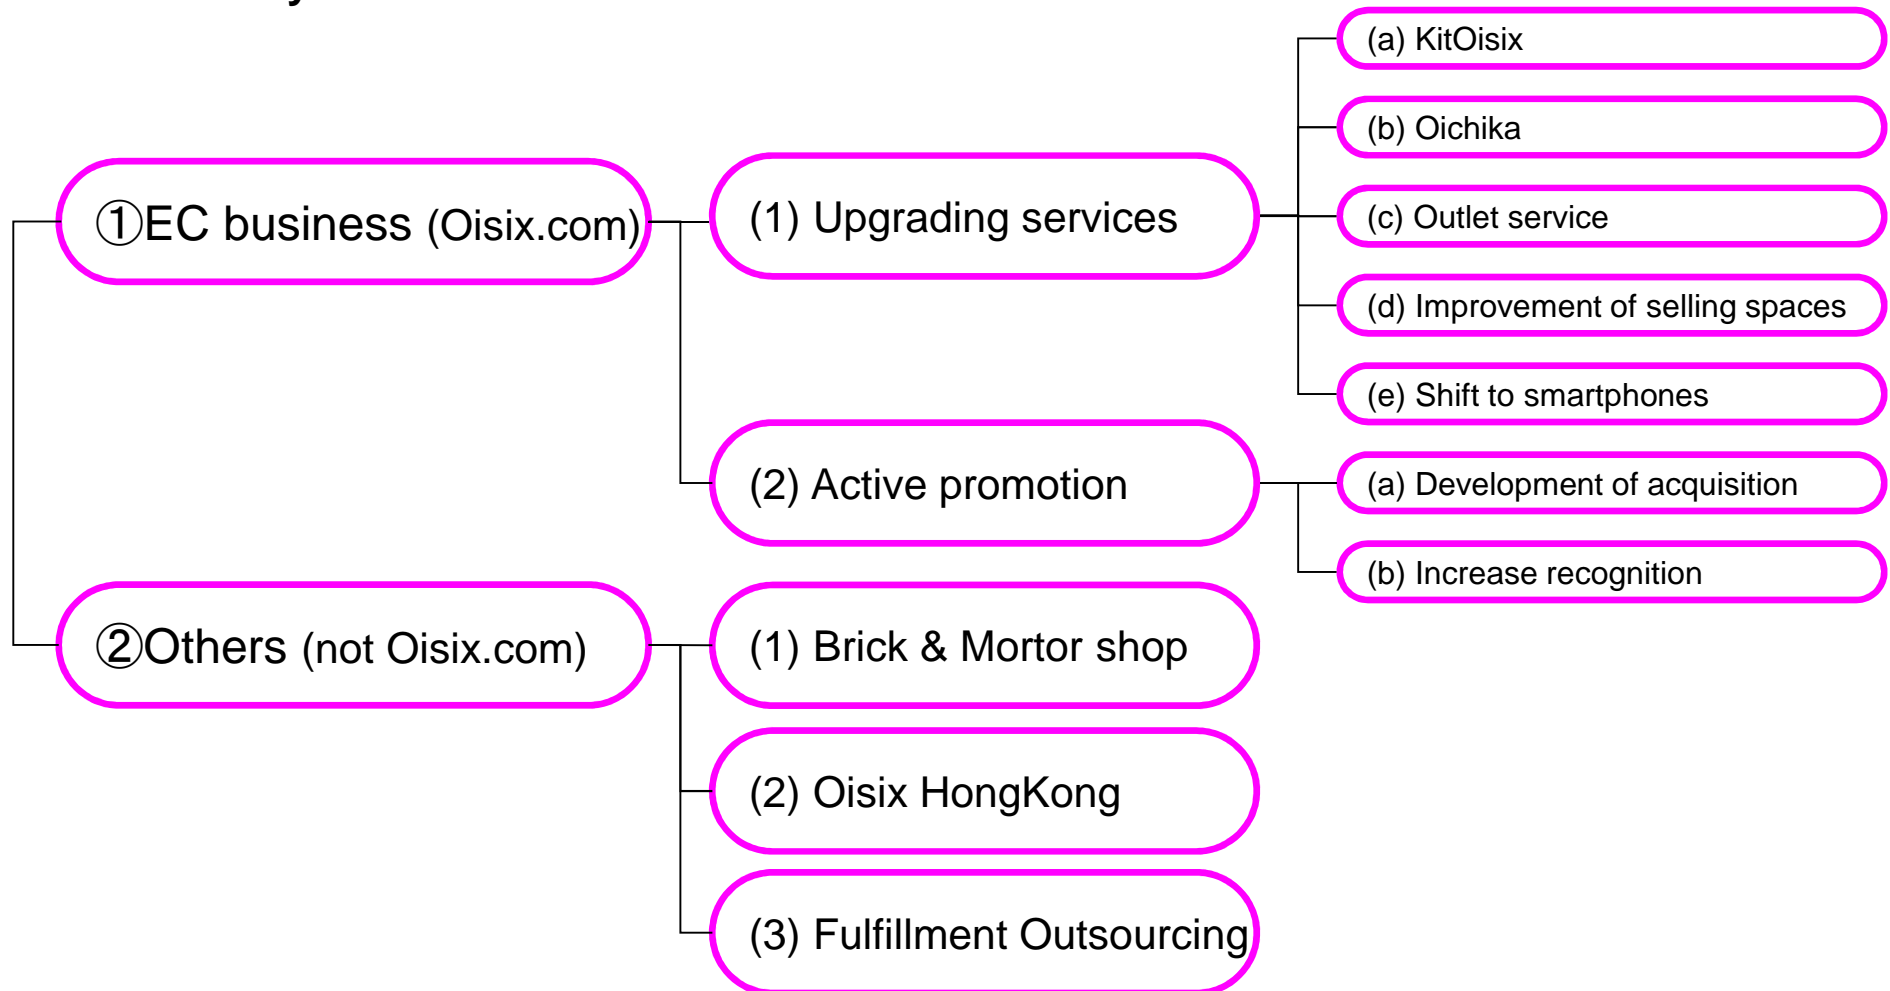 ①EC business (Oisix.com)
(1) Upgrading services
(a) KitOisix
(b) Oichika
(c) Outlet service
(d) Improvement of selling spaces
(e) Shift to smartphones
(2) Active promotion
(a) Development of acquisition
(b) Increase recognition
②Others (not Oisix.com)
(1) Brick & Mortor shop
(2) Oisix HongKong
(3) Fulfillment Outsourcing